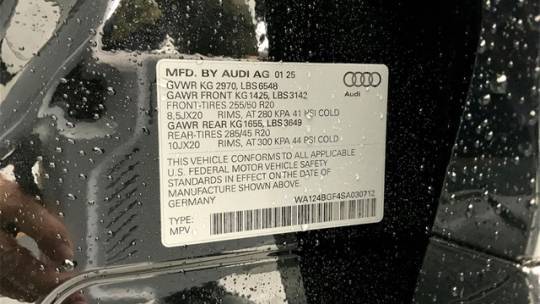 MFD. BY AUDI AG 01 25
GVWR KG 2970, LBS 6548
GAWR FRONT KG 1425, LBS 3142
FRONT-TIRES 255/50 R20
8,5JX20 RIMS, AT 280 KPA 41 PSI COLD
GAWR REAR KG 1655, LBS 3649
REAR-TIRES 285/45 R20
10JX20 RIMS, AT 300 KPA 44 PSI COLD
THIS VEHICLE CONFORMS TO ALL APPLICABLE
U.S. FEDERAL MOTOR VEHICLE SAFETY
STANDARDS IN EFFECT ON THE DATE OF
MANUFACTURE SHOWN ABOVE.
GERMANY
Audi
WA124BGF4SA030712
TYPE:
MPV